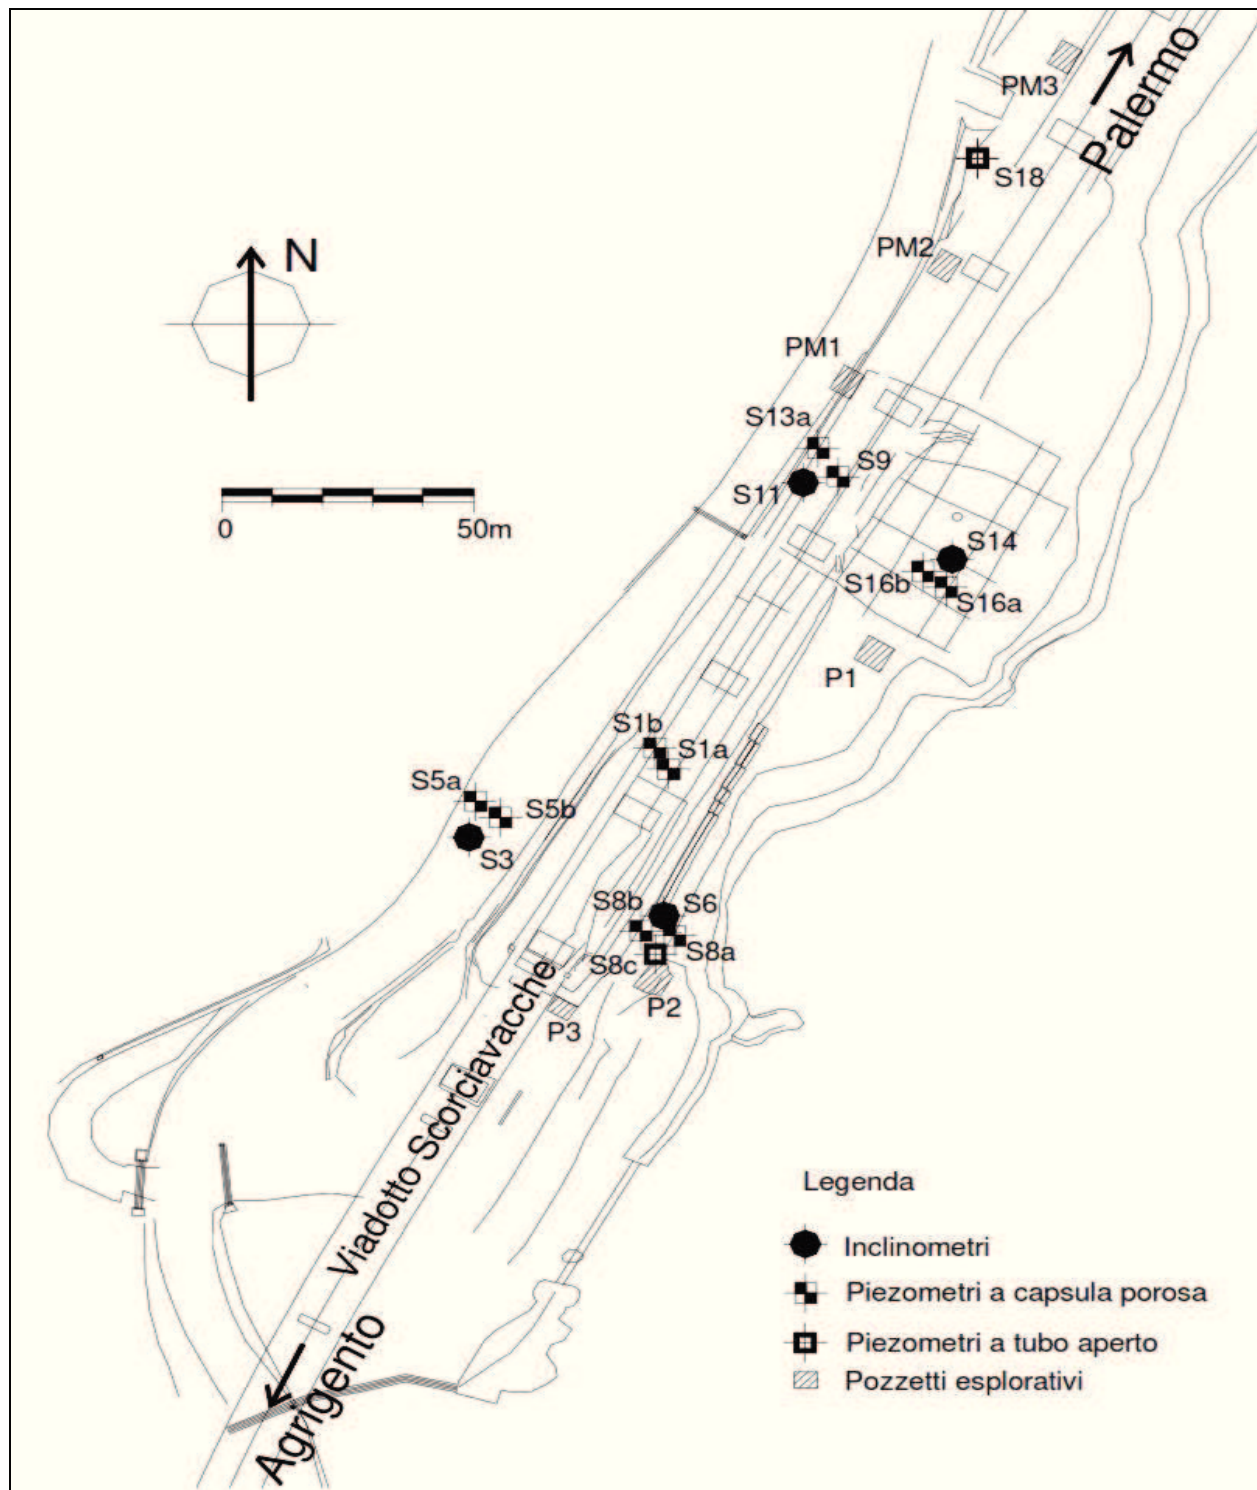 PM3
Palermo
S18
N
PM2
PM1
S13a
S9
S11
0
50m
S14
S16b
S16a
P1
S1b
S1a
S5a
S5b
S3
S8b
S6
S8c
S8a
P2
P3
Viadotto Scorciavacche
Agrigento
Legenda
Inclinometri
Piezometri a capsula porosa
Piezometri a tubo aperto
Pozzetti esplorativi